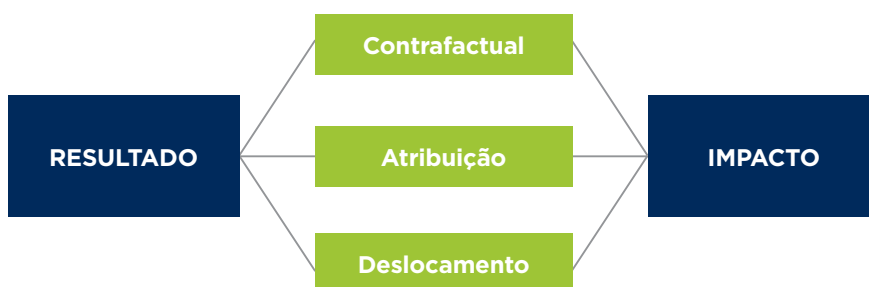 Contrafactual
RESULTADO
Atribuição
IMPACTO
Deslocamento